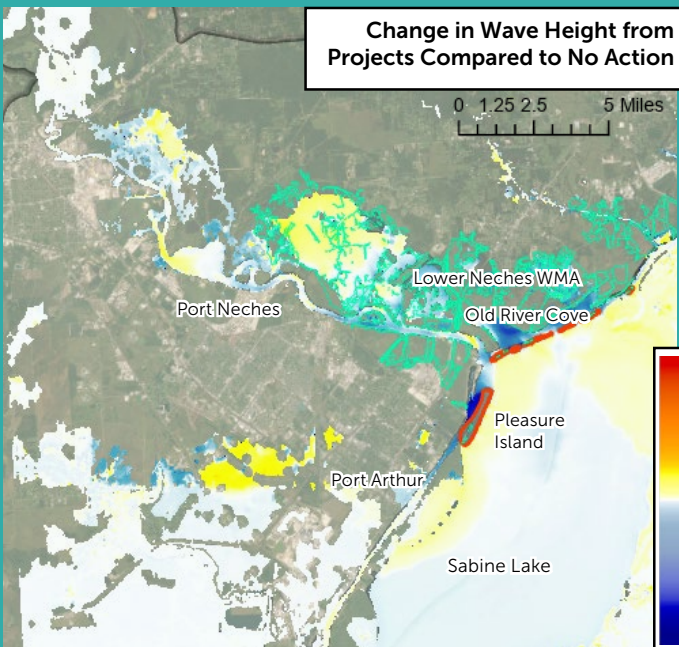 Change in Wave Height from
Projects Compared to No Action
0 1.25 2.5 5 Miles
Lower Neches WMA
Port Neches
Old River Cove
Pleasure
Island
Port Arthur
Sabine Lake